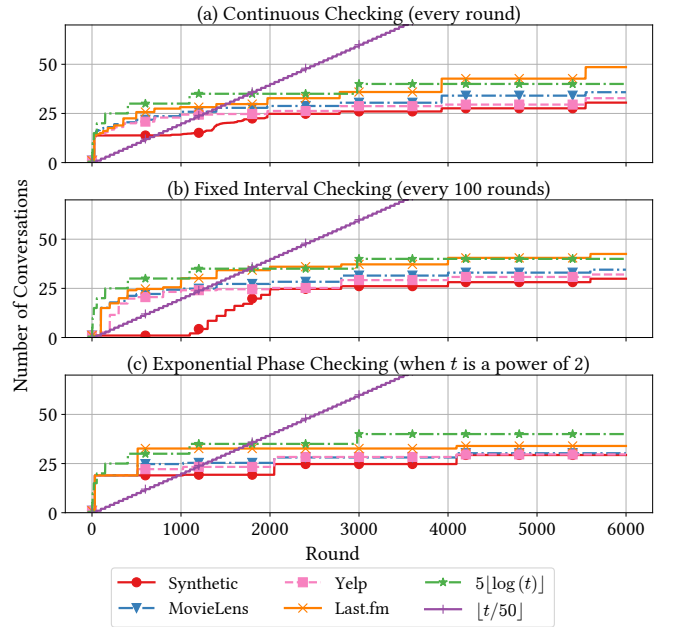 (a) Continuous Checking (every round)
50
25
0
(b) Fixed Interval Checking (every 100 rounds)
50
25
0
(c) Exponential Phase Checking (when t is a power of 2)
50
25
0
Number of Conversations
0 1000 2000 3000 4000 5000 6000
Round
Synthetic Yelp 5⌊log (t)⌋
MovieLens Last.fm ⌊t/50⌋